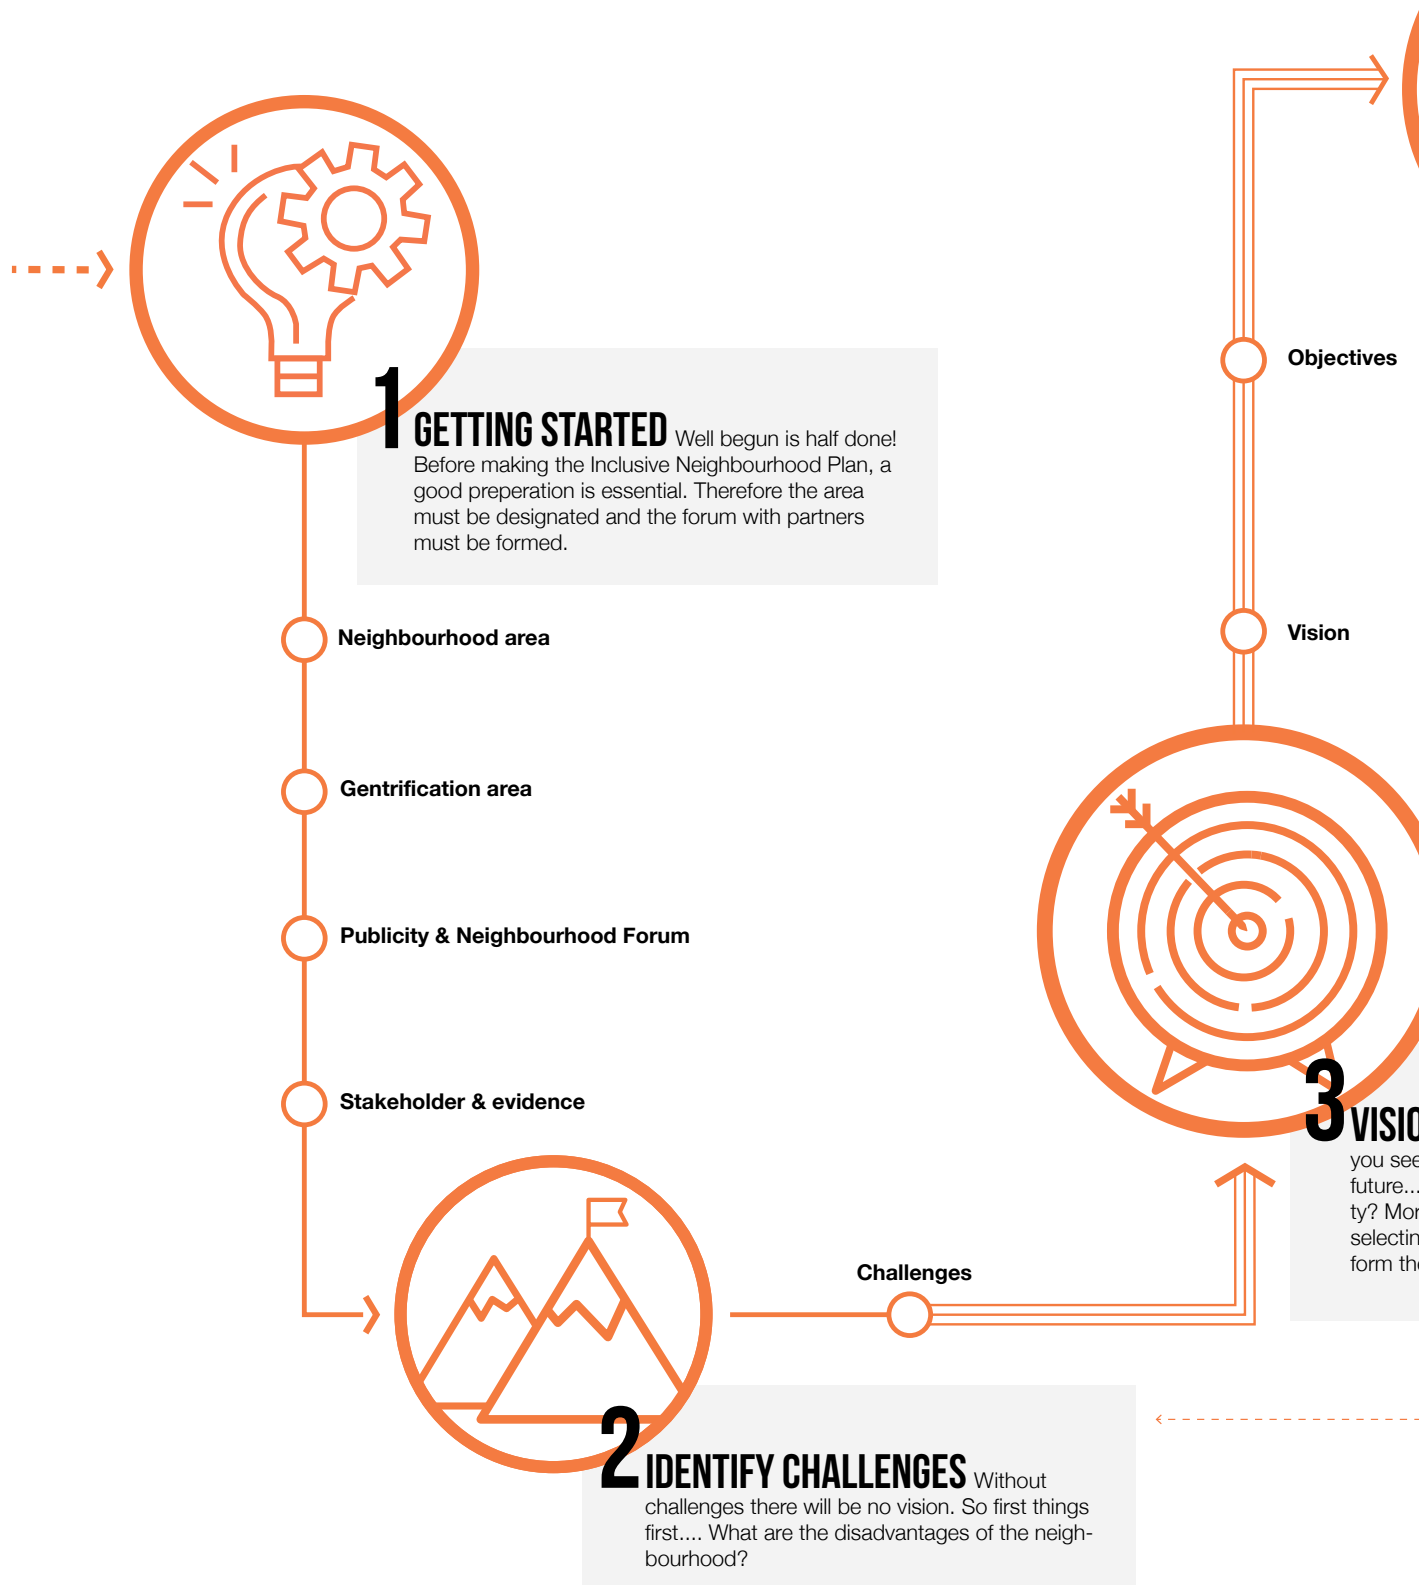 1 GETTING STARTED Well begun is half done!
Before making the Inclusive Neighbourhood Plan, a
good preperation is essential. Therefore the area
must be designated and the forum with partners
must be formed.
Neighbourhood area
Gentrification area
Publicity & Neighbourhood Forum
Stakeholder & evidence
2 IDENTIFY CHALLENGES Without
challenges there will be no vision. So first things
first.... What are the disadvantages of the neigh-
bourhood?
Challenges
3
you see
future...
ty? Mor
selectin
form the
Vision
Objectives